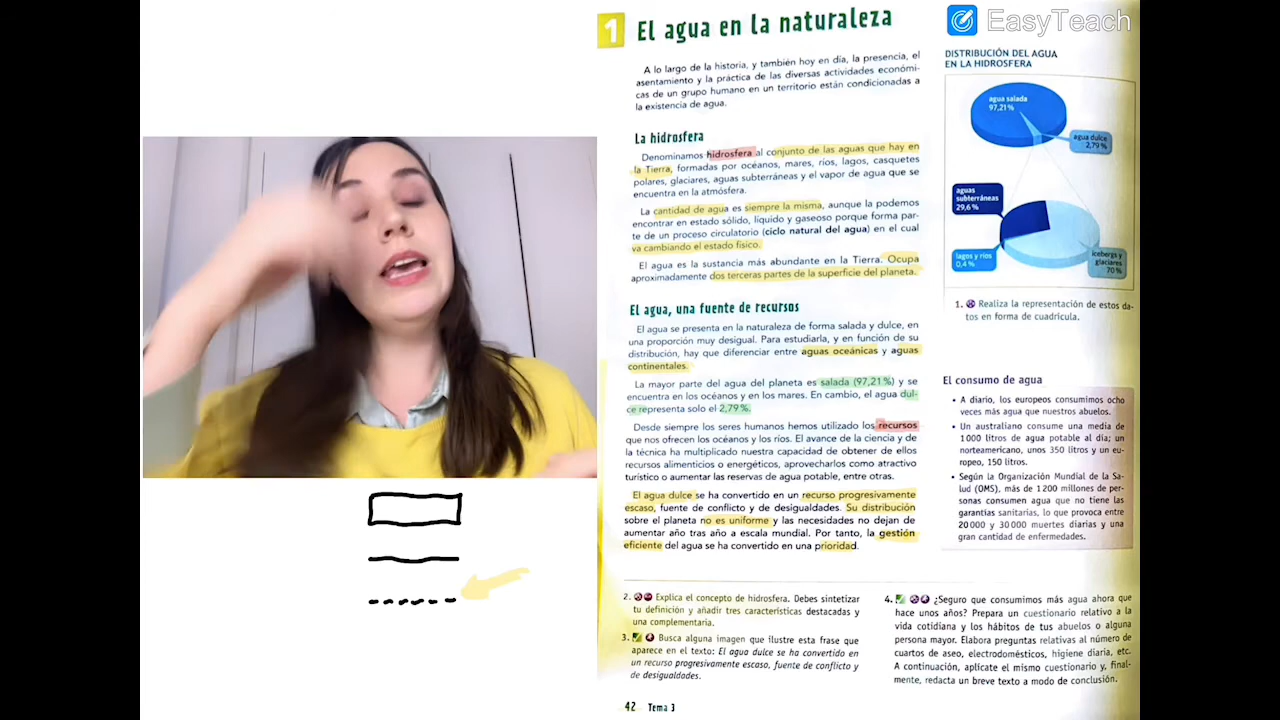 1 El agua en la naturaleza
A lo largo de la historia, y también hoy en día, la presencia, el
asentamiento y la práctica de las diversas actividades económi-
cas de un grupo humano en un territorio están condicionadas a
la existencia de agua.
La hidrosfera
Denominamos hidrosfera al conjunto de las aguas que hay en
la Tierra, formadas por océanos, mares, ríos, lagos, casquetes
polares, glaciares, aguas subterráneas y el vapor de agua que se
encuentra en la atmósfera.
La cantidad de agua es siempre la misma, aunque la podemos
encontrar en estado sólido, líquido y gaseoso porque forma par-
te de un proceso circulatorio (ciclo natural del agua) en el cual
va cambiando el estado físico.
El agua es la sustancia más abundante en la Tierra. Ocupa
aproximadamente dos terceras partes de la superficie del planeta.
El agua, una fuente de recursos
El agua se presenta en la naturaleza de forma salada y dulce, en
una proporción muy desigual. Para estudiarla, y en función de su
distribución, hay que diferenciar entre aguas oceánicas y aguas
continentales.
La mayor parte del agua del planeta es salada (97,21%) y se
encuentra en los océanos y en los mares. En cambio, el agua dul-
ce representa solo el 2,79%.
Desde siempre los seres humanos hemos utilizado los recursos
que nos ofrecen los océanos y los ríos. El avance de la ciencia y de
la técnica ha multiplicado nuestra capacidad de obtener de ellos
recursos alimenticios o energéticos, aprovecharlos como atractivo
turístico o aumentar las reservas de agua potable, entre otras.
El agua dulce se ha convertido en un recurso progresivamente
escaso, fuente de conflicto y de desigualdades. Su distribución
sobre el planeta no es uniforme y las necesidades no dejan de
aumentar año tras año a escala mundial. Por tanto, la gestión
eficiente del agua se ha convertido en una prioridad.
2. Explica el concepto de hidrosfera. Debes sintetizar
tu definición y añadir tres características destacadas y
una complementaria.
3. Busca alguna imagen que ilustre esta frase que
aparece en el texto: El agua dulce se ha convertido en
un recurso progresivamente escaso, fuente de conflicto y
de desigualdades.
42 Tema 3
EasyTeach
DISTRIBUCIÓN DEL AGUA
EN LA HIDROSFERA
agua salada
97,21%
agua dulce
2,79%
aguas
subterráneas
29,6%
lagos y ríos
0,4%
icebergs y
glaciares
70%
1. Realiza la representación de estos da-
tos en forma de cuadrícula.
El consumo de agua
• A diario, los europeos consumimos ocho
veces más agua que nuestros abuelos.
• Un australiano consume una media de
1000 litros de agua potable al día; un
norteamericano, unos 350 litros y un eu-
ropeo, 150 litros.
• Según la Organización Mundial de la Sa-
lud (OMS), más de 1200 millones de per-
sonas consumen agua que no tiene las
garantías sanitarias, lo que provoca entre
20000 y 30000 muertes diarias y una
gran cantidad de enfermedades.
4. ¿Seguro que consumimos más agua ahora que
hace unos años? Prepara un cuestionario relativo a la
vida cotidiana y los hábitos de tus abuelos o alguna
persona mayor. Elabora preguntas relativas al número de
cuartos de aseo, electrodomésticos, higiene diaria, etc.
A continuación, aplícate el mismo cuestionario y, final-
mente, redacta un breve texto a modo de conclusión.